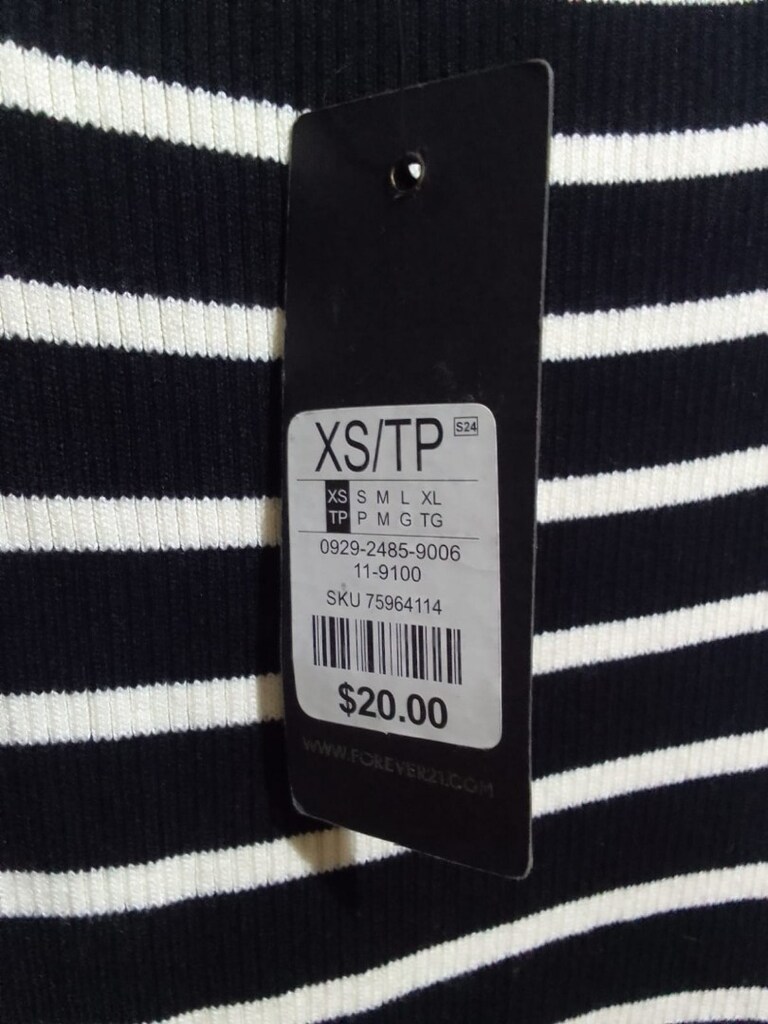 XS/TP S24
XS S M L XL
TP P M G TG
0929-2485-9006
11-9100
SKU 75964114
$20.00
WWW.FOREVER21.COM